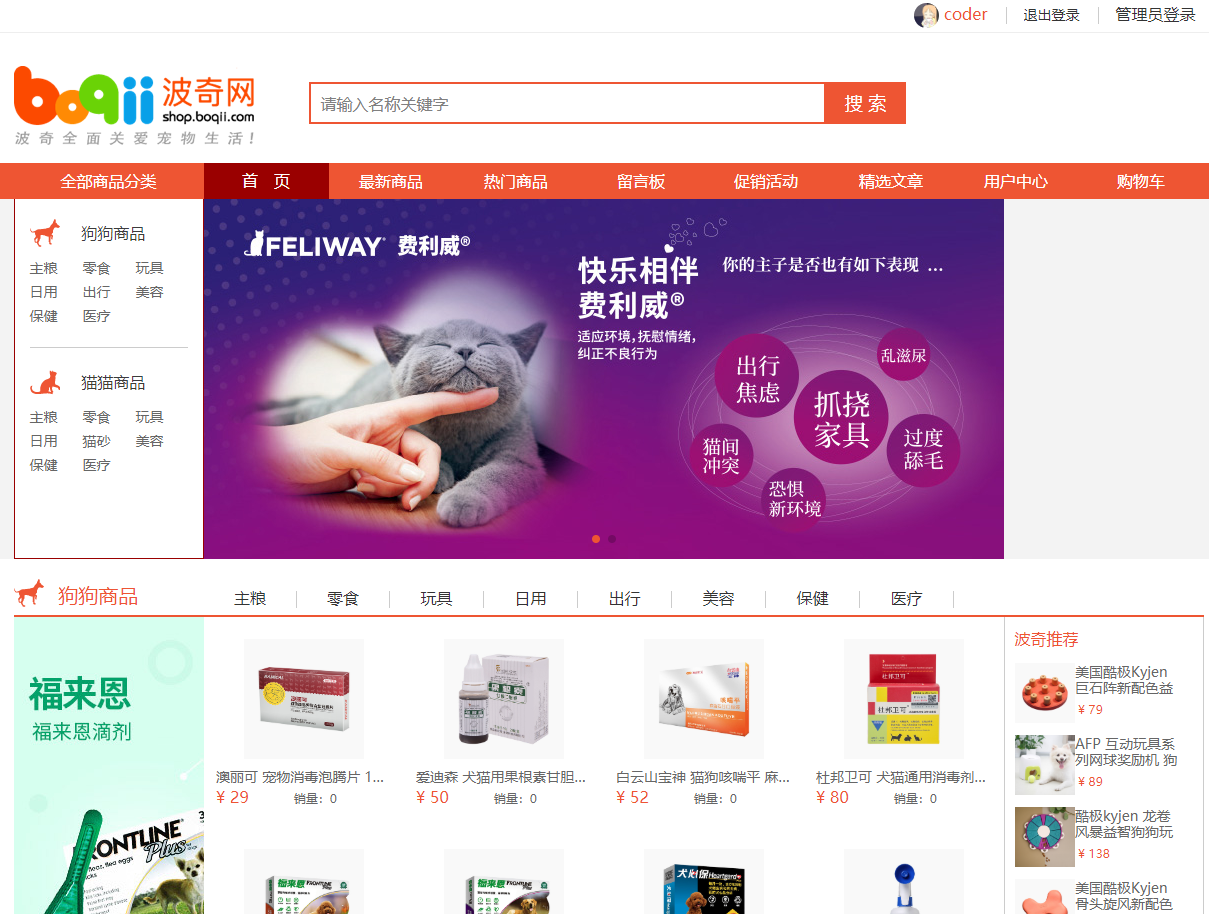 coder
退出登录
管理员登录
boqii 波奇网
shop.boqii.com
波奇全面关爱宠物生活!
请输入名称关键字
搜 索
全部商品分类
首 页
最新商品
热门商品
留言板
促销活动
精选文章
用户中心
购物车
狗狗商品
主粮 零食 玩具
日用 出行 美容
保健 医疗
猫猫商品
主粮 零食 玩具
日用 猫砂 美容
保健 医疗
FELIWAY® 费利威®
快乐相伴
费利威®
适应环境,抚慰情绪,
纠正不良行为
你的主子是否也有如下表现 ...
出行
焦虑
乱滋尿
抓挠
家具
过度
舔毛
猫间
冲突
恐惧
新环境
狗狗商品
主粮
零食
玩具
日用
出行
美容
保健
医疗
福来恩
福来恩滴剂
FRONTLINE
Plus
澳丽可 宠物消毒泡腾片 1...
¥ 29 销量：0
爱迪森 犬猫用果根素甘胆...
¥ 50 销量：0
白云山宝神 猫狗咳喘平 麻...
¥ 52 销量：0
杜邦卫可
杜邦卫可 犬猫通用消毒剂...
¥ 80 销量：0
福来恩 FRONTLINE
福来恩 FRONTLINE
犬心保 Heartgard
波奇推荐
美国酷极Kyjen
巨石阵新配色益
¥ 79
AFP 互动玩具系
列网球奖励机 狗
¥ 89
酷极kyjen 龙卷
风暴益智狗狗玩
¥ 138
美国酷极Kyjen
骨头旋风新配色